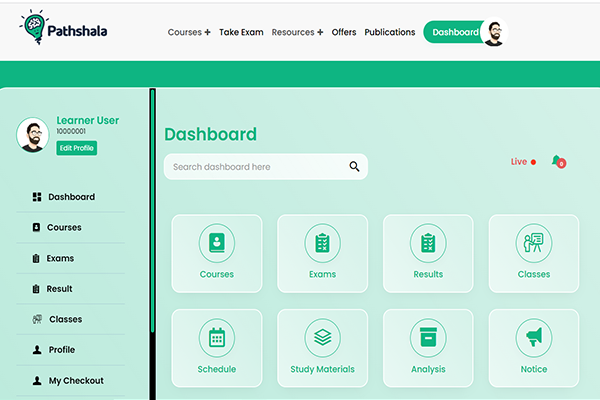 Pathshala
Courses + Take Exam Resources + Offers Publications Dashboard
Learner User
10000001
Edit Profile
Dashboard
Courses
Exams
Result
Classes
Profile
My Checkout
Dashboard
Search dashboard here
Live
0
Courses Exams Results Classes
Schedule Study Materials Analysis Notice